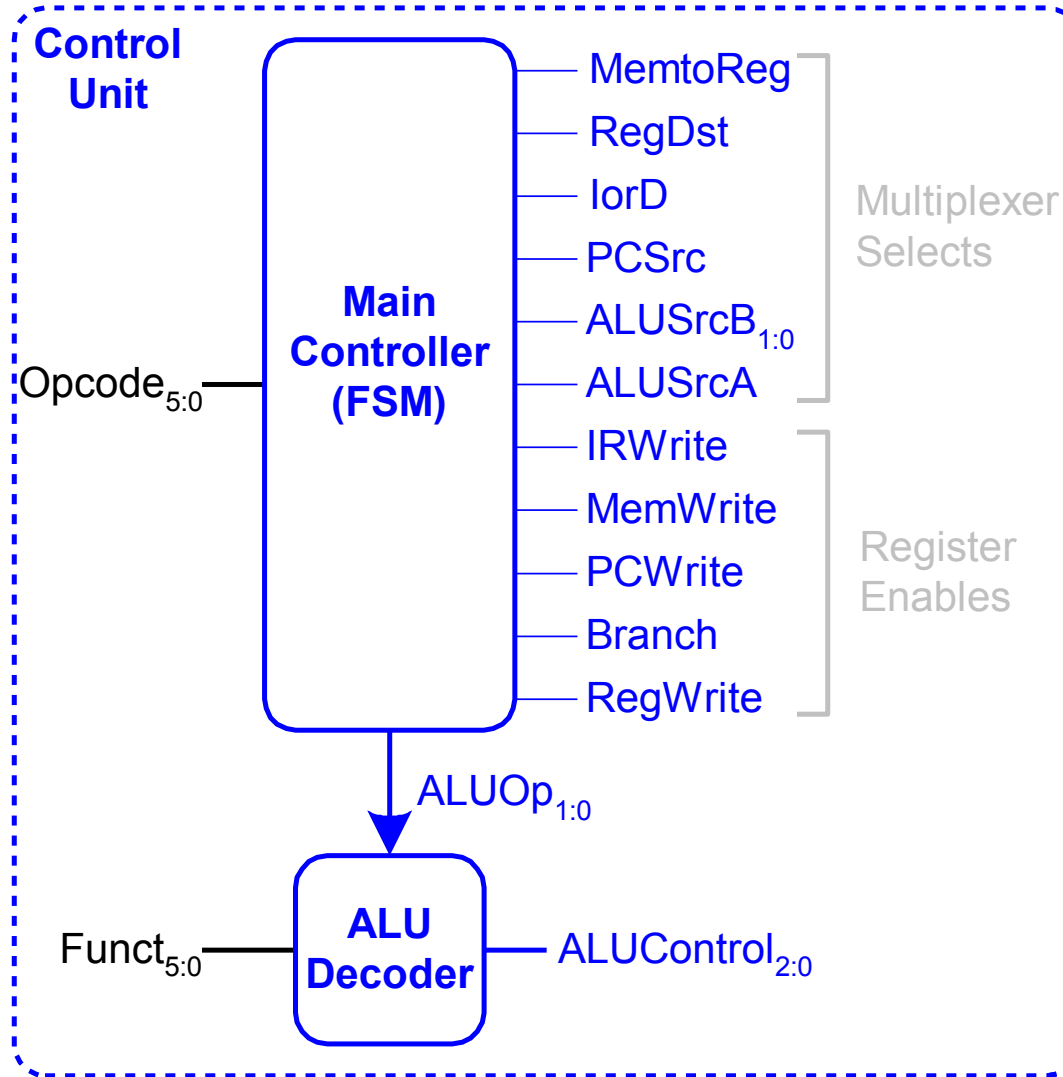 Control
Unit
MemtoReg
RegDst
IorD
PCSrc
ALUSrcB1:0
ALUSrcA
IRWrite
MemWrite
PCWrite
Branch
RegWrite
Multiplexer
Selects
Register
Enables
Main
Controller
(FSM)
Opcode5:0
ALUOp1:0
ALU
Decoder
Funct5:0
ALUControl2:0